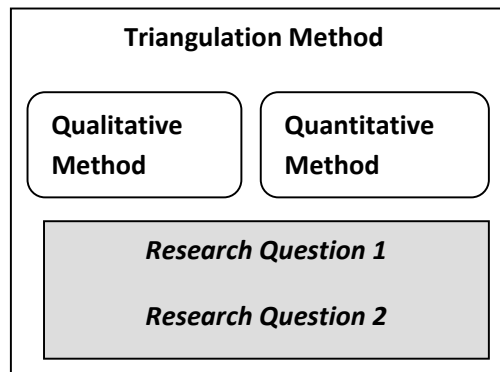 Triangulation Method
Qualitative
Method
Quantitative
Method
Research Question 1
Research Question 2